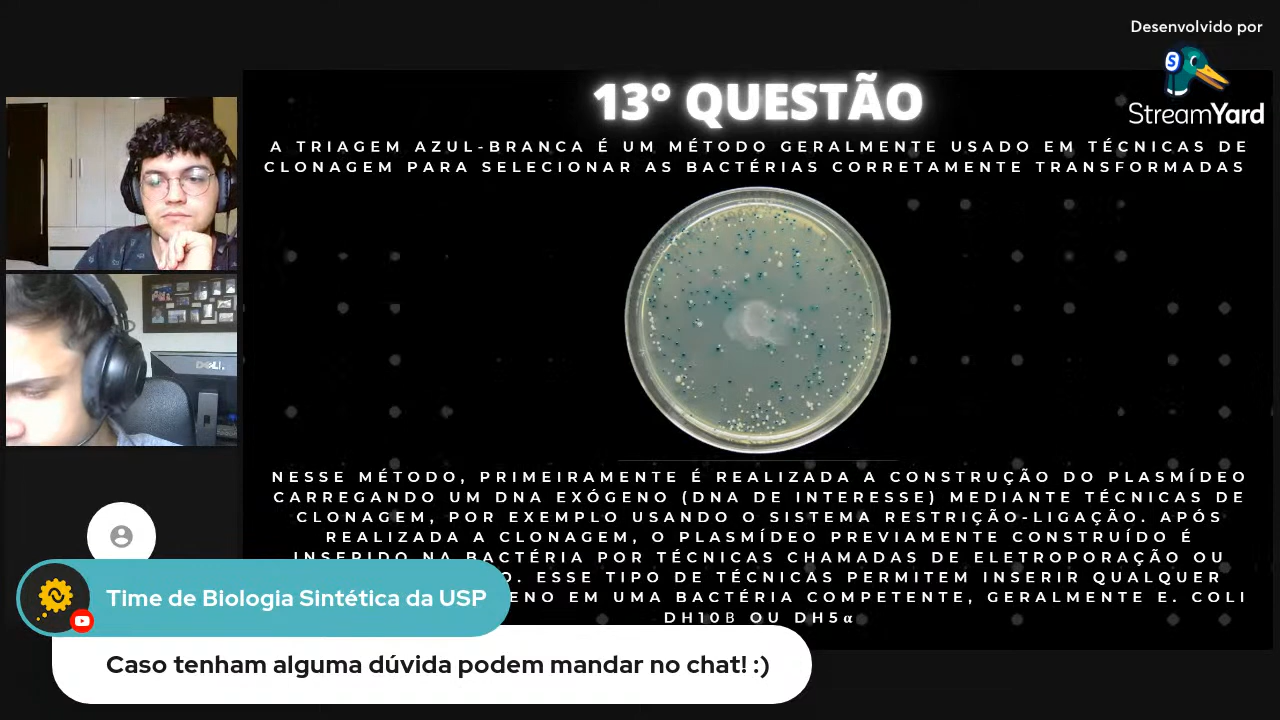 Desenvolvido por
StreamYard
13° QUESTÃO
A TRIAGEM AZUL-BRANCA É UM MÉTODO GERALMENTE USADO EM TÉCNICAS DE
CLONAGEM PARA SELECIONAR AS BACTÉRIAS CORRETAMENTE TRANSFORMADAS
DELL
NESSE MÉTODO, PRIMEIRAMENTE É REALIZADA A CONSTRUÇÃO DO PLASMÍDEO
CARREGANDO UM DNA EXÓGENO (DNA DE INTERESSE) MEDIANTE TÉCNICAS DE
CLONAGEM, POR EXEMPLO USANDO O SISTEMA RESTRIÇÃO-LIGAÇÃO. APÓS
REALIZADA A CLONAGEM, O PLASMÍDEO PREVIAMENTE CONSTRUÍDO É
INSERIDO NA BACTÉRIA POR TÉCNICAS CHAMADAS DE ELETROPORAÇÃO OU
ESSE TIPO DE TÉCNICAS PERMITEM INSERIR QUALQUER
EM UMA BACTÉRIA COMPETENTE, GERALMENTE E. COLI
DH10B OU DH5α
Time de Biologia Sintética da USP
Caso tenham alguma dúvida podem mandar no chat! :)